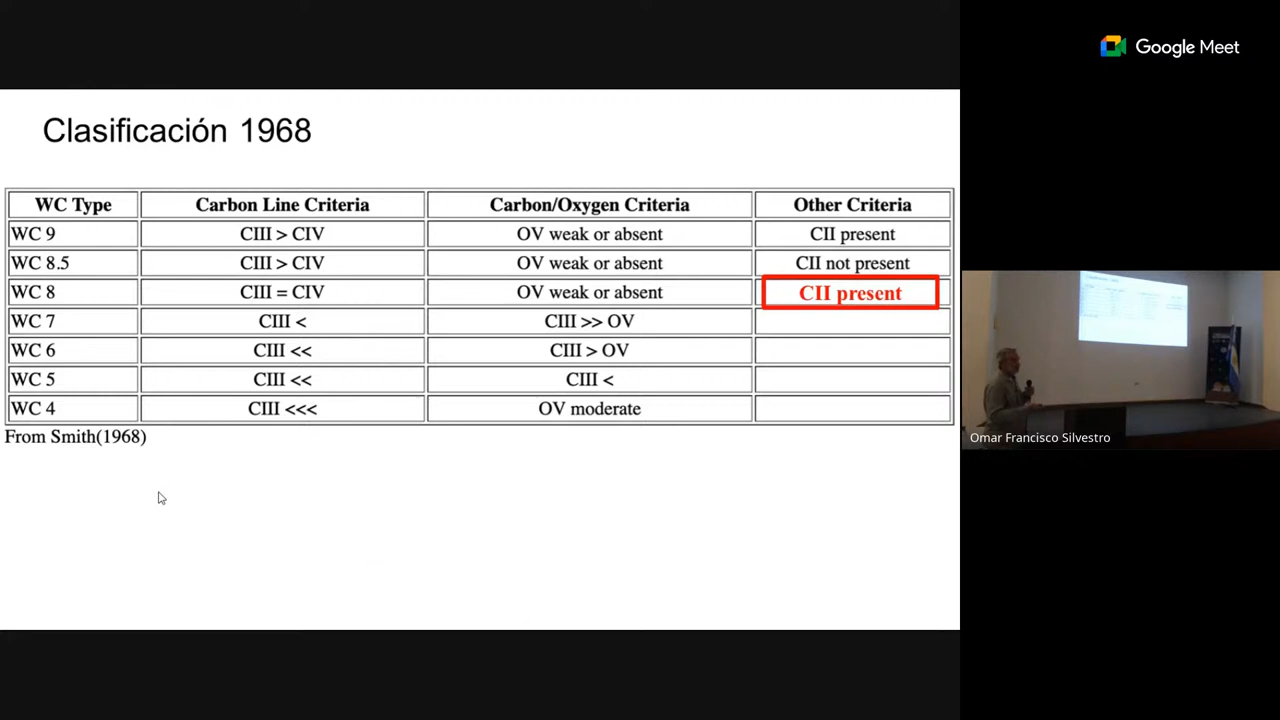 Clasificación 1968
WC Type Carbon Line Criteria Carbon/Oxygen Criteria Other Criteria
WC 9 CIII > CIV OV weak or absent CII present
WC 8.5 CIII > CIV OV weak or absent CII not present
WC 8 CIII = CIV OV weak or absent CII present
WC 7 CIII < CIII >> OV
WC 6 CIII << CIII > OV
WC 5 CIII << CIII <
WC 4 CIII <<< OV moderate
From Smith(1968)
Google Meet
Omar Francisco Silvestro